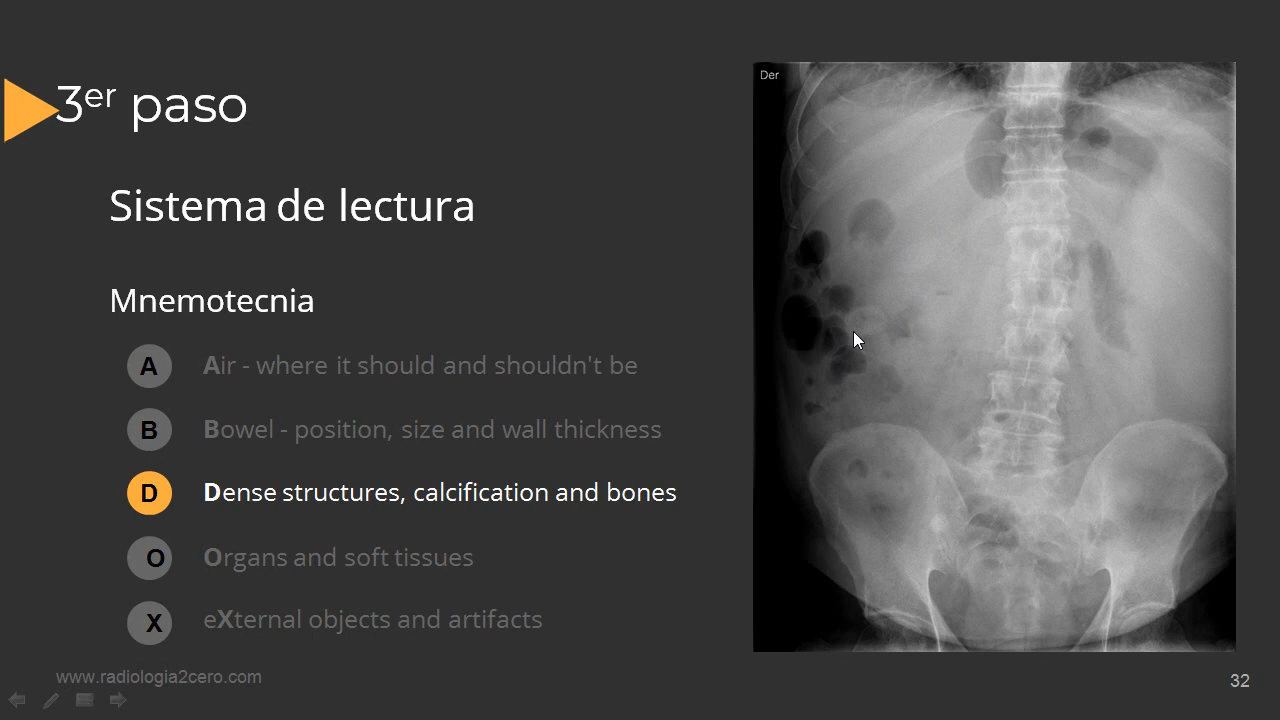 3er paso
Sistema de lectura
Mnemotecnia
A Air - where it should and shouldn't be
B Bowel - position, size and wall thickness
D Dense structures, calcification and bones
O Organs and soft tissues
X eXternal objects and artifacts
Der
www.radiologia2cero.com
32